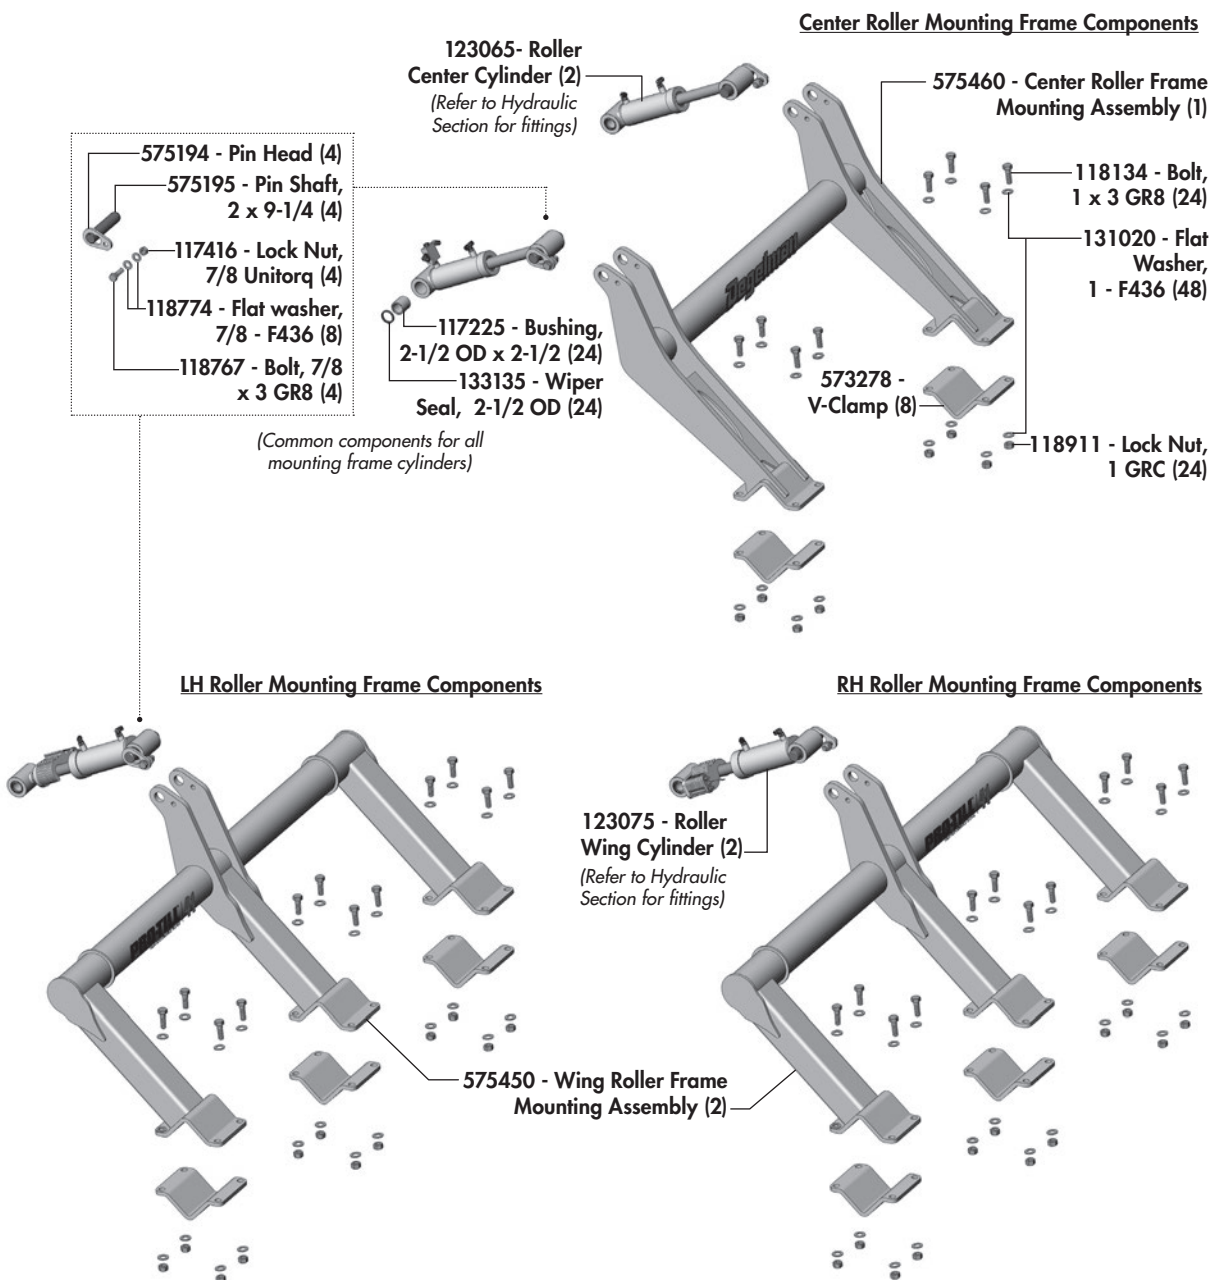 Center Roller Mounting Frame Components
123065- Roller
Center Cylinder (2)
(Refer to Hydraulic
Section for fittings)
575460 - Center Roller Frame
Mounting Assembly (1)
575194 - Pin Head (4)
575195 - Pin Shaft,
2 x 9-1/4 (4)
117416 - Lock Nut,
7/8 Unitorq (4)
118774 - Flat washer,
7/8 - F436 (8)
118767 - Bolt, 7/8
x 3 GR8 (4)
118134 - Bolt,
1 x 3 GR8 (24)
131020 - Flat
Washer,
1 - F436 (48)
Degelman
117225 - Bushing,
2-1/2 OD x 2-1/2 (24)
133135 - Wiper
Seal, 2-1/2 OD (24)
(Common components for all
mounting frame cylinders)
573278 -
V-Clamp (8)
118911 - Lock Nut,
1 GRC (24)
LH Roller Mounting Frame Components
RH Roller Mounting Frame Components
123075 - Roller
Wing Cylinder (2)
(Refer to Hydraulic
Section for fittings)
575450 - Wing Roller Frame
Mounting Assembly (2)